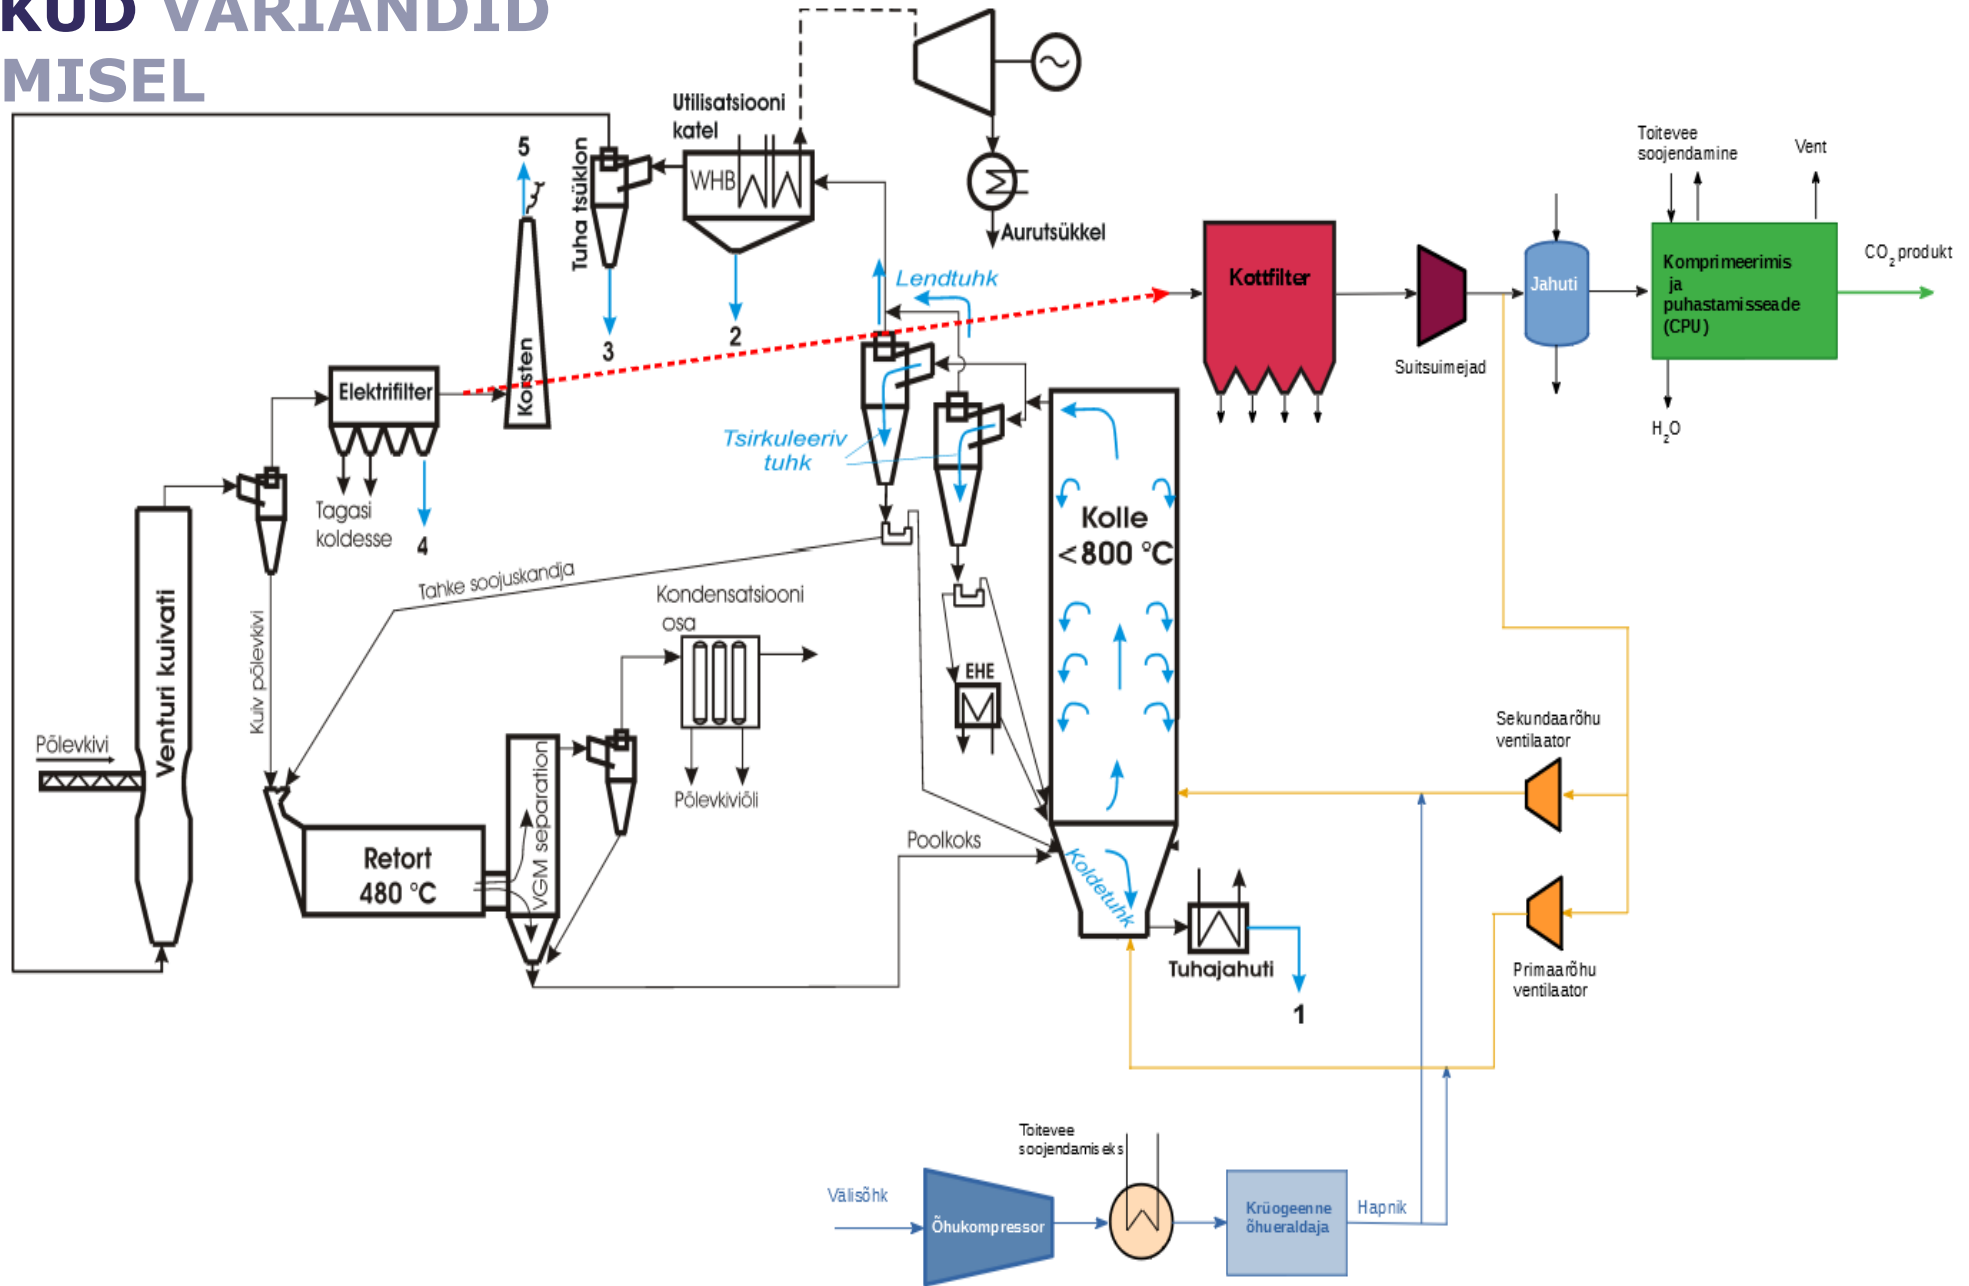 KUD VARIANDID
MISEL
Utilisatsiooni
katel
WHB
Tuha tsüklon
5
3
2
Aurutsükkel
Lendtuhk
Korsten
Elektrifilter
Tagasi
koldesse
4
Tsirkuleeriv
tuhk
Kolle
<800 °C
Tahke soojuskandja
Kondensatsiooni
osa
Venturi kuivati
Kuiv põlevkivi
Põlevkivi
EHE
Põlevkiviõli
VGM separation
Retort
480 °C
Poolkoks
Koldetuhk
Tuhajahuti
1
Kottfilter
Suitsuimejad
Jahuti
Toitevee
soojendamine
Vent
Komprimeerimis
ja
puhastamisseade
(CPU)
CO2 produkt
H2O
Sekundaarõhu
ventilaator
Primaarõhu
ventilaator
Toitevee
soojendamiseks
Välisõhk
Õhukompressor
Krüogeenne
õhueraldaja
Hapnik